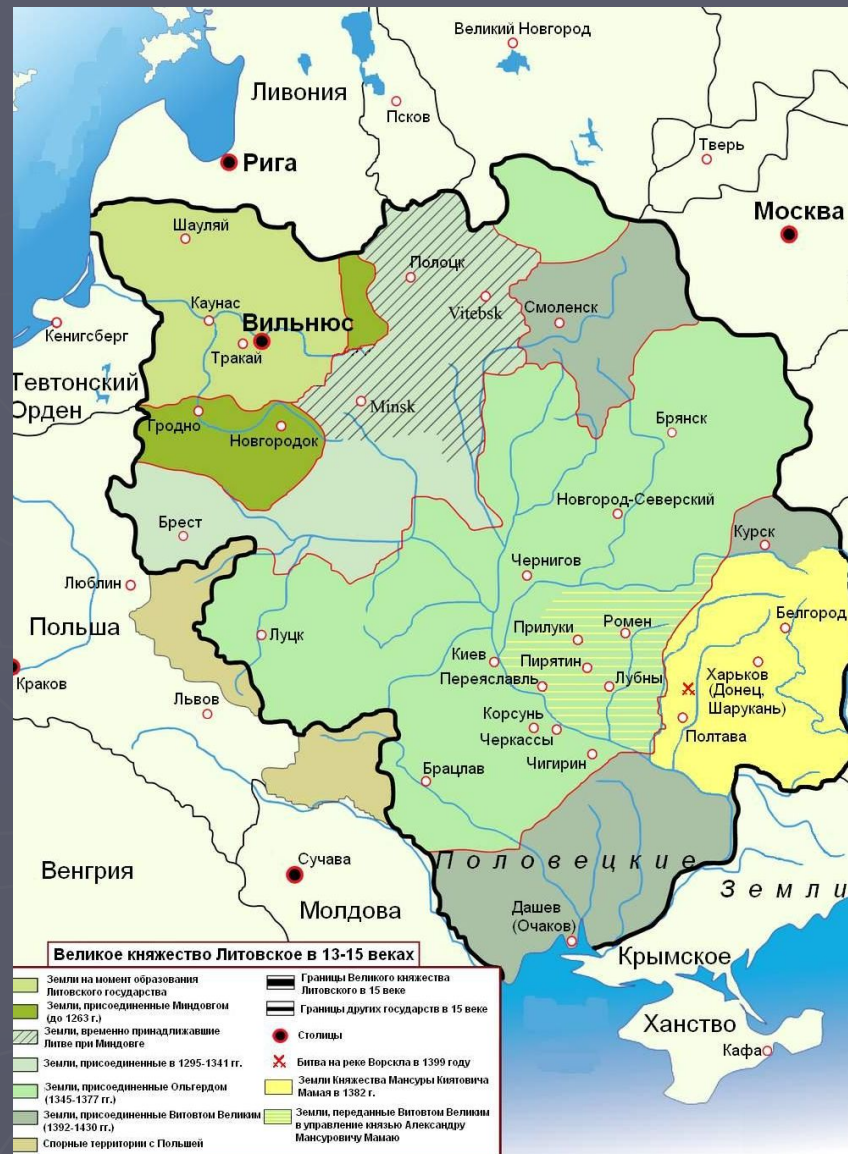 Великий Новгород
Ливония
Псков
Рига
Тверь
Москва
Шауляй
Полоцк
Каунас
Vitebsk
Смоленск
Вильнюс
Кенигсберг
Тракай
Тевтонский
Орден
Minsk
Гродно
Новгородок
Брянск
Новгород-Северский
Брест
Курск
Чернигов
Люблин
Польша
Луцк
Прилуки
Ромен
Белгород
Киев
Пирятин
Переяславль
Лубны
Харьков
(Донец,
Шарукань)
Краков
Львов
Корсунь
Черкассы
Полтава
Чигирин
Брацлав
Половецкие
Земли
Венгрия
Сучава
Молдова
Дашев
(Очаков)
Крымское
Ханство
Кафа
Великое княжество Литовское в 13-15 веках
Земли на момент образования
Литовского государства
Земли, присоединенные Миндовгом
(до 1263 г.)
Земли, временно принадлижавшие
Литве при Миндовге
Земли, присоединенные в 1295-1341 гг.
Земли, присоединенные Ольгердом
(1345-1377 гг.)
Земли, присоединенные Витовтом Великим
(1392-1430 гг.)
Спорные территории с Польшей
Границы Великого княжества
Литовского в 15 веке
Границы других государств в 15 веке
Столицы
Битва на реке Ворскла в 1399 году
Земли Княжества Мансуры Киятовича
Мамая в 1382 г.
Земли, переданные Витовтом Великим
в управление князью Александру
Мансуровичу Мамаю